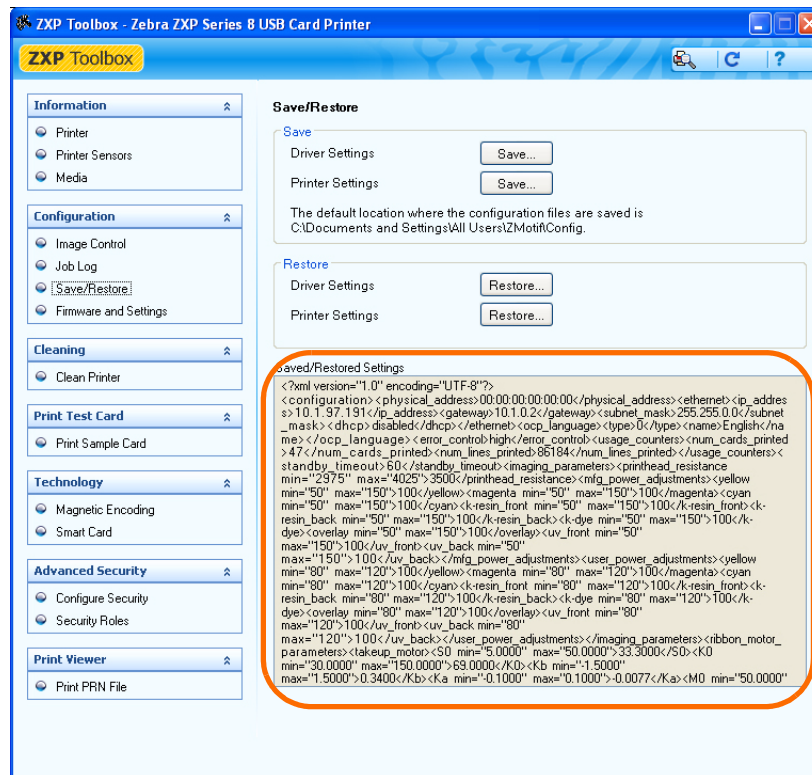 ZXP Toolbox - Zebra ZXP Series 8 USB Card Printer
ZXP Toolbox
C
?
Information
Printer
Printer Sensors
Media
Configuration
Image Control
Job Log
Save/Restore
Firmware and Settings
Cleaning
Clean Printer
Print Test Card
Print Sample Card
Technology
Magnetic Encoding
Smart Card
Advanced Security
Configure Security
Security Roles
Print Viewer
Print PRN File
Save/Restore
Save
Driver Settings
Save...
Printer Settings
Save...
The default location where the configuration files are saved is
C:\Documents and Settings\All Users\ZMotif\Config.
Restore
Driver Settings
Restore...
Printer Settings
Restore...
Saved/Restored Settings
<?xml version="1.0" encoding="UTF-8"?>
<configuration><physical_address>00:00:00:00:00:00</physical_address><ethernet><ip_addres
s>10.1.97.191</ip_address><gateway>10.1.0.2</gateway><subnet_mask>255.255.0.0</subnet
_mask><dhcp>disabled</dhcp></ethernet><ocp_language><type>0</type><name>English</na
me></ocp_language><error_control>high</error_control><usage_counters><num_cards_printed
>47</num_cards_printed><num_lines_printed>86184</num_lines_printed></usage_counters><
standby_timeout>60</standby_timeout><imaging_parameters><printhead_resistance
min="2975" max="4025">3500</printhead_resistance><mfg_power_adjustments><yellow
min="50" max="150">100</yellow><magenta min="50" max="150">100</magenta><cyan
min="50" max="150">100</cyan><k-resin_front min="50" max="150">100</k-resin_front><k-
resin_back min="50" max="150">100</k-resin_back><k-dye min="50" max="150">100</k-
dye><overlay min="50" max="150">100</overlay><uv_front min="50"
max="150">100</uv_front><uv_back min="50"
max="150">100</uv_back></mfg_power_adjustments><user_power_adjustments><yellow
min="80" max="120">100</yellow><magenta min="80" max="120">100</magenta><cyan
min="80" max="120">100</cyan><k-resin_front min="80" max="120">100</k-resin_front><k-
resin_back min="80" max="120">100</k-resin_back><k-dye min="80" max="120">100</k-
dye><overlay min="80" max="120">100</overlay><uv_front min="80"
max="120">100</uv_front><uv_back min="80"
max="120">100</uv_back></user_power_adjustments></imaging_parameters><ribbon_motor_
parameters><takeup_motor><S0 min="5.0000" max="50.0000">33.3000</S0><K0
min="30.0000" max="150.0000">69.0000</K0><Kb min="-1.5000"
max="1.5000">0.3400</Kb><Ka min="-0.1000" max="0.1000">-0.0077</Ka><M0 min="50.0000"